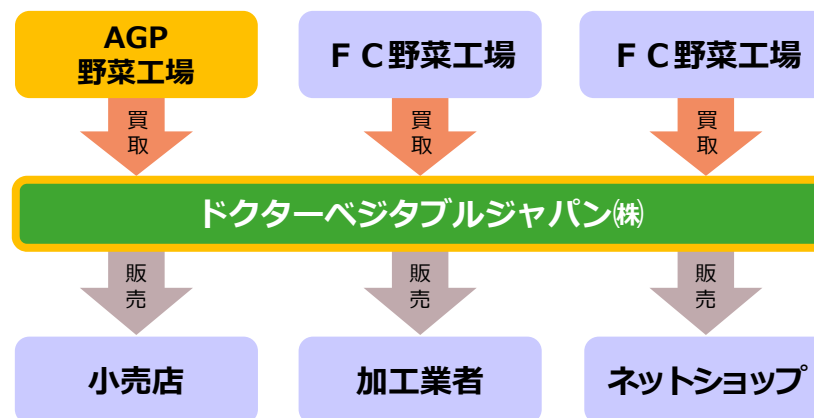 AGP
野菜工場
ＦＣ野菜工場
ＦＣ野菜工場
買
取
買
取
買
取
ドクターベジタブルジャパン㈱
販
売
販
売
販
売
小売店
加工業者
ネットショップ